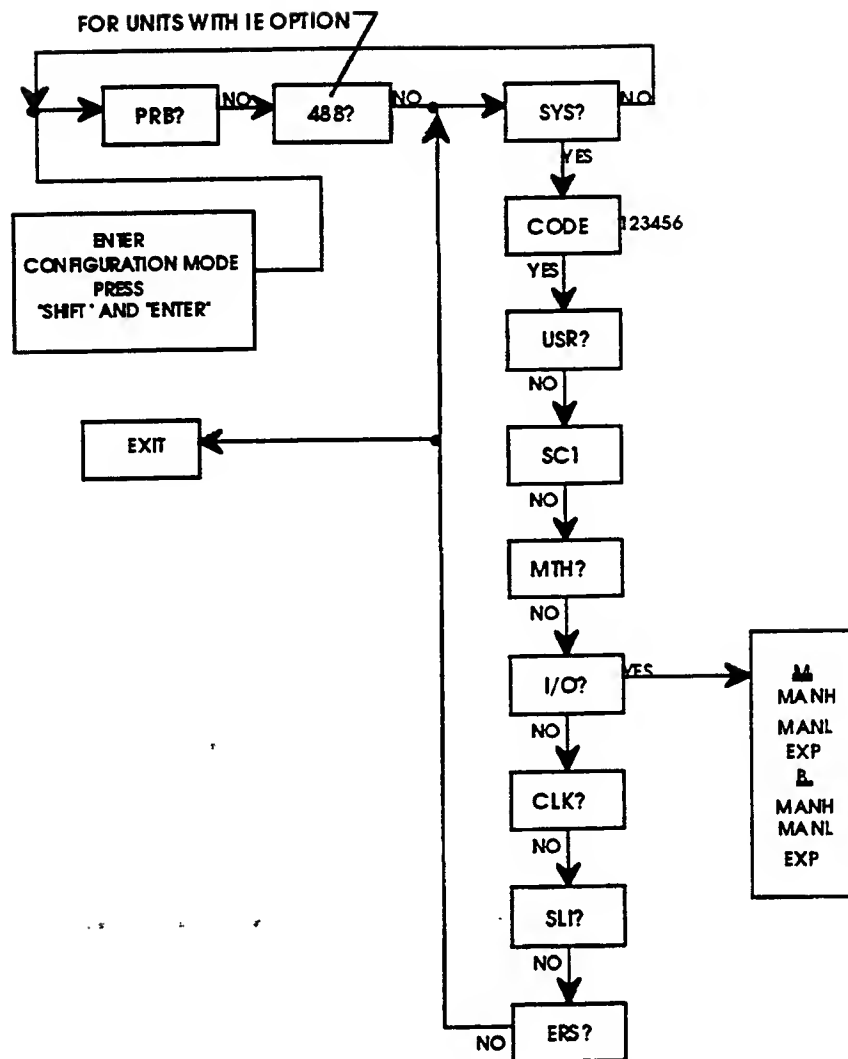 FOR UNITS WITH IE OPTION
PRB?
NO
488?
NO
SYS?
NO
YES
CODE
123456
YES
ENTER
CONFIGURATION MODE
PRESS
"SHIFT" AND "ENTER"
USR?
NO
EXIT
SC1
NO
MTH?
NO
I/O?
YES
NO
M
MANH
MANL
EXP
B
MANH
MANL
EXP
CLK?
NO
SLI?
NO
ERS?
NO